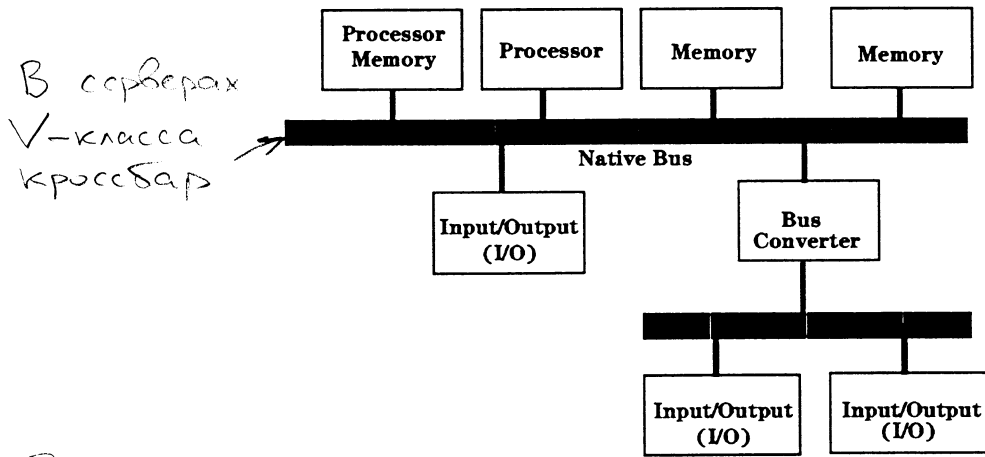 Processor
Memory
Processor
Memory
Memory
В серверах
V-класса
кроссбар
Native Bus
Input/Output
(I/O)
Bus
Converter
Input/Output
(I/O)
Input/Output
(I/O)